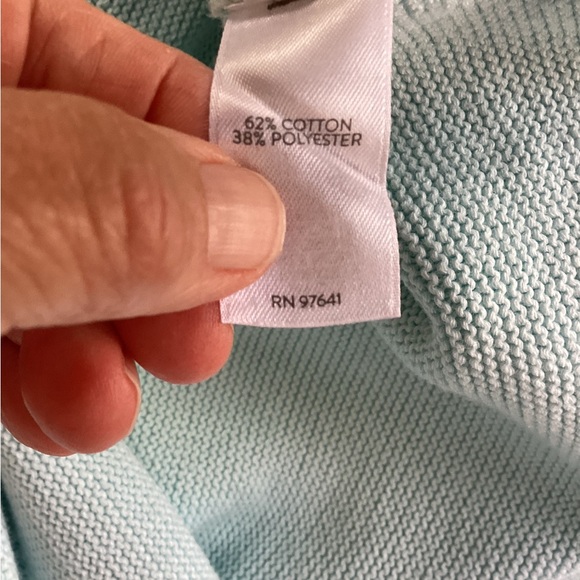 62% COTTON
38% POLYESTER
RN 97641